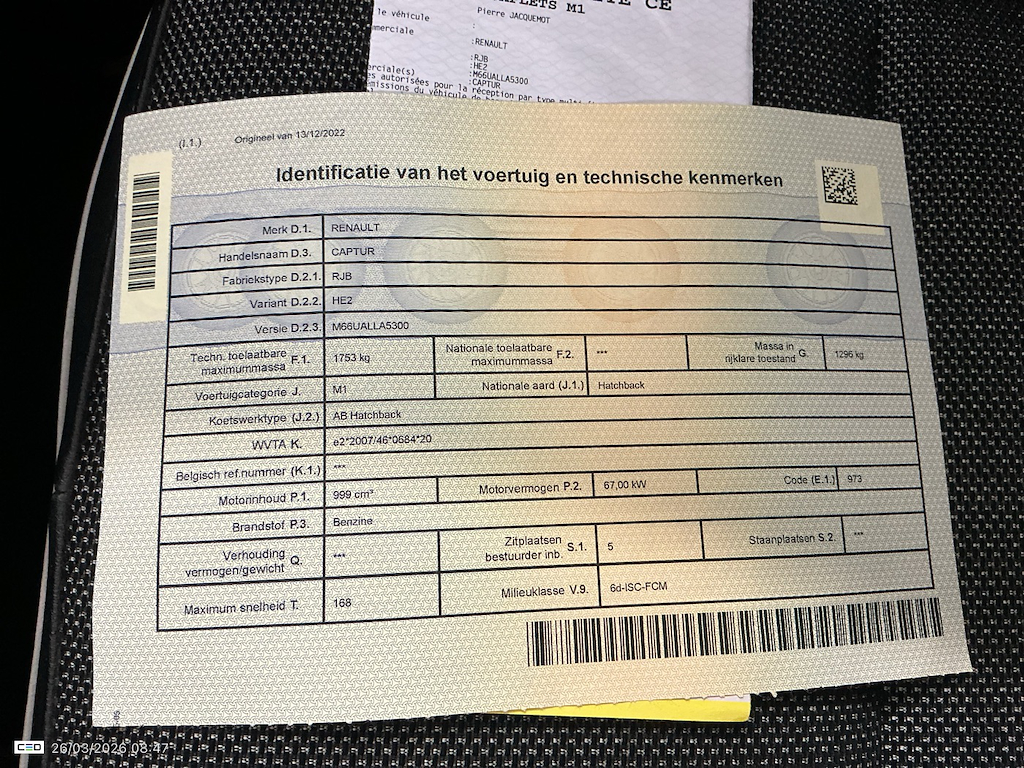 CE
M1
le véhicule
Pierre JACQUEMOT
:
:RENAULT
:RJB
:HE2
erciale(s) :M66UALLA5300
:CAPTUR
es autorisées pour la réception par type
émissions du véhicule de
(I.1.) Origineel van 13/12/2022
Identificatie van het voertuig en technische kenmerken
Merk D.1. RENAULT
Handelsnaam D.3. CAPTUR
Fabriekstype D.2.1. RJB
Variant D.2.2. HE2
Versie D.2.3. M66UALLA5300
Techn. toelaatbare maximummassa F.1. 1753 kg Nationale toelaatbare maximummassa F.2. *** Massa in rijklare toestand G. 1296 kg
Voertuigcategorie J. M1 Nationale aard (J.1.) Hatchback
Koetswerktype (J.2.) AB Hatchback
WVTA K. e2*2007/46*0684*20
Belgisch ref.nummer (K.1.) ***
Motorinhoud P.1. 999 cm³ Motorvermogen P.2. 67,00 kW Code (E.1.) 973
Brandstof P.3. Benzine
Verhouding vermogen/gewicht Q. *** Zitplaatsen bestuurder inb. S.1. 5 Staanplaatsen S.2. ***
Maximum snelheid T. 168 Milieuklasse V.9. 6d-ISC-FCM
CEO 26/03/2026 08:47